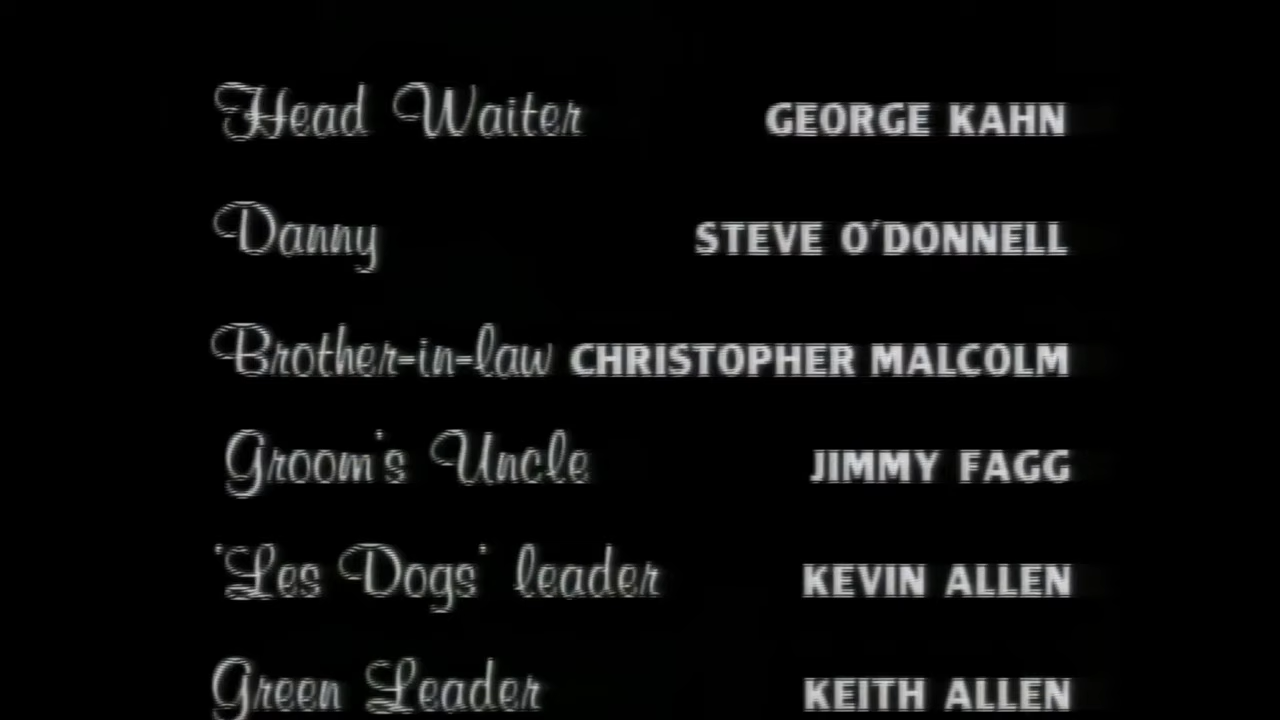 Head Waiter GEORGE KAHN
Danny STEVE O'DONNELL
Brother-in-law CHRISTOPHER MALCOLM
Groom's Uncle JIMMY FAGG
'Les Dogs' leader KEVIN ALLEN
Green Leader KEITH ALLEN